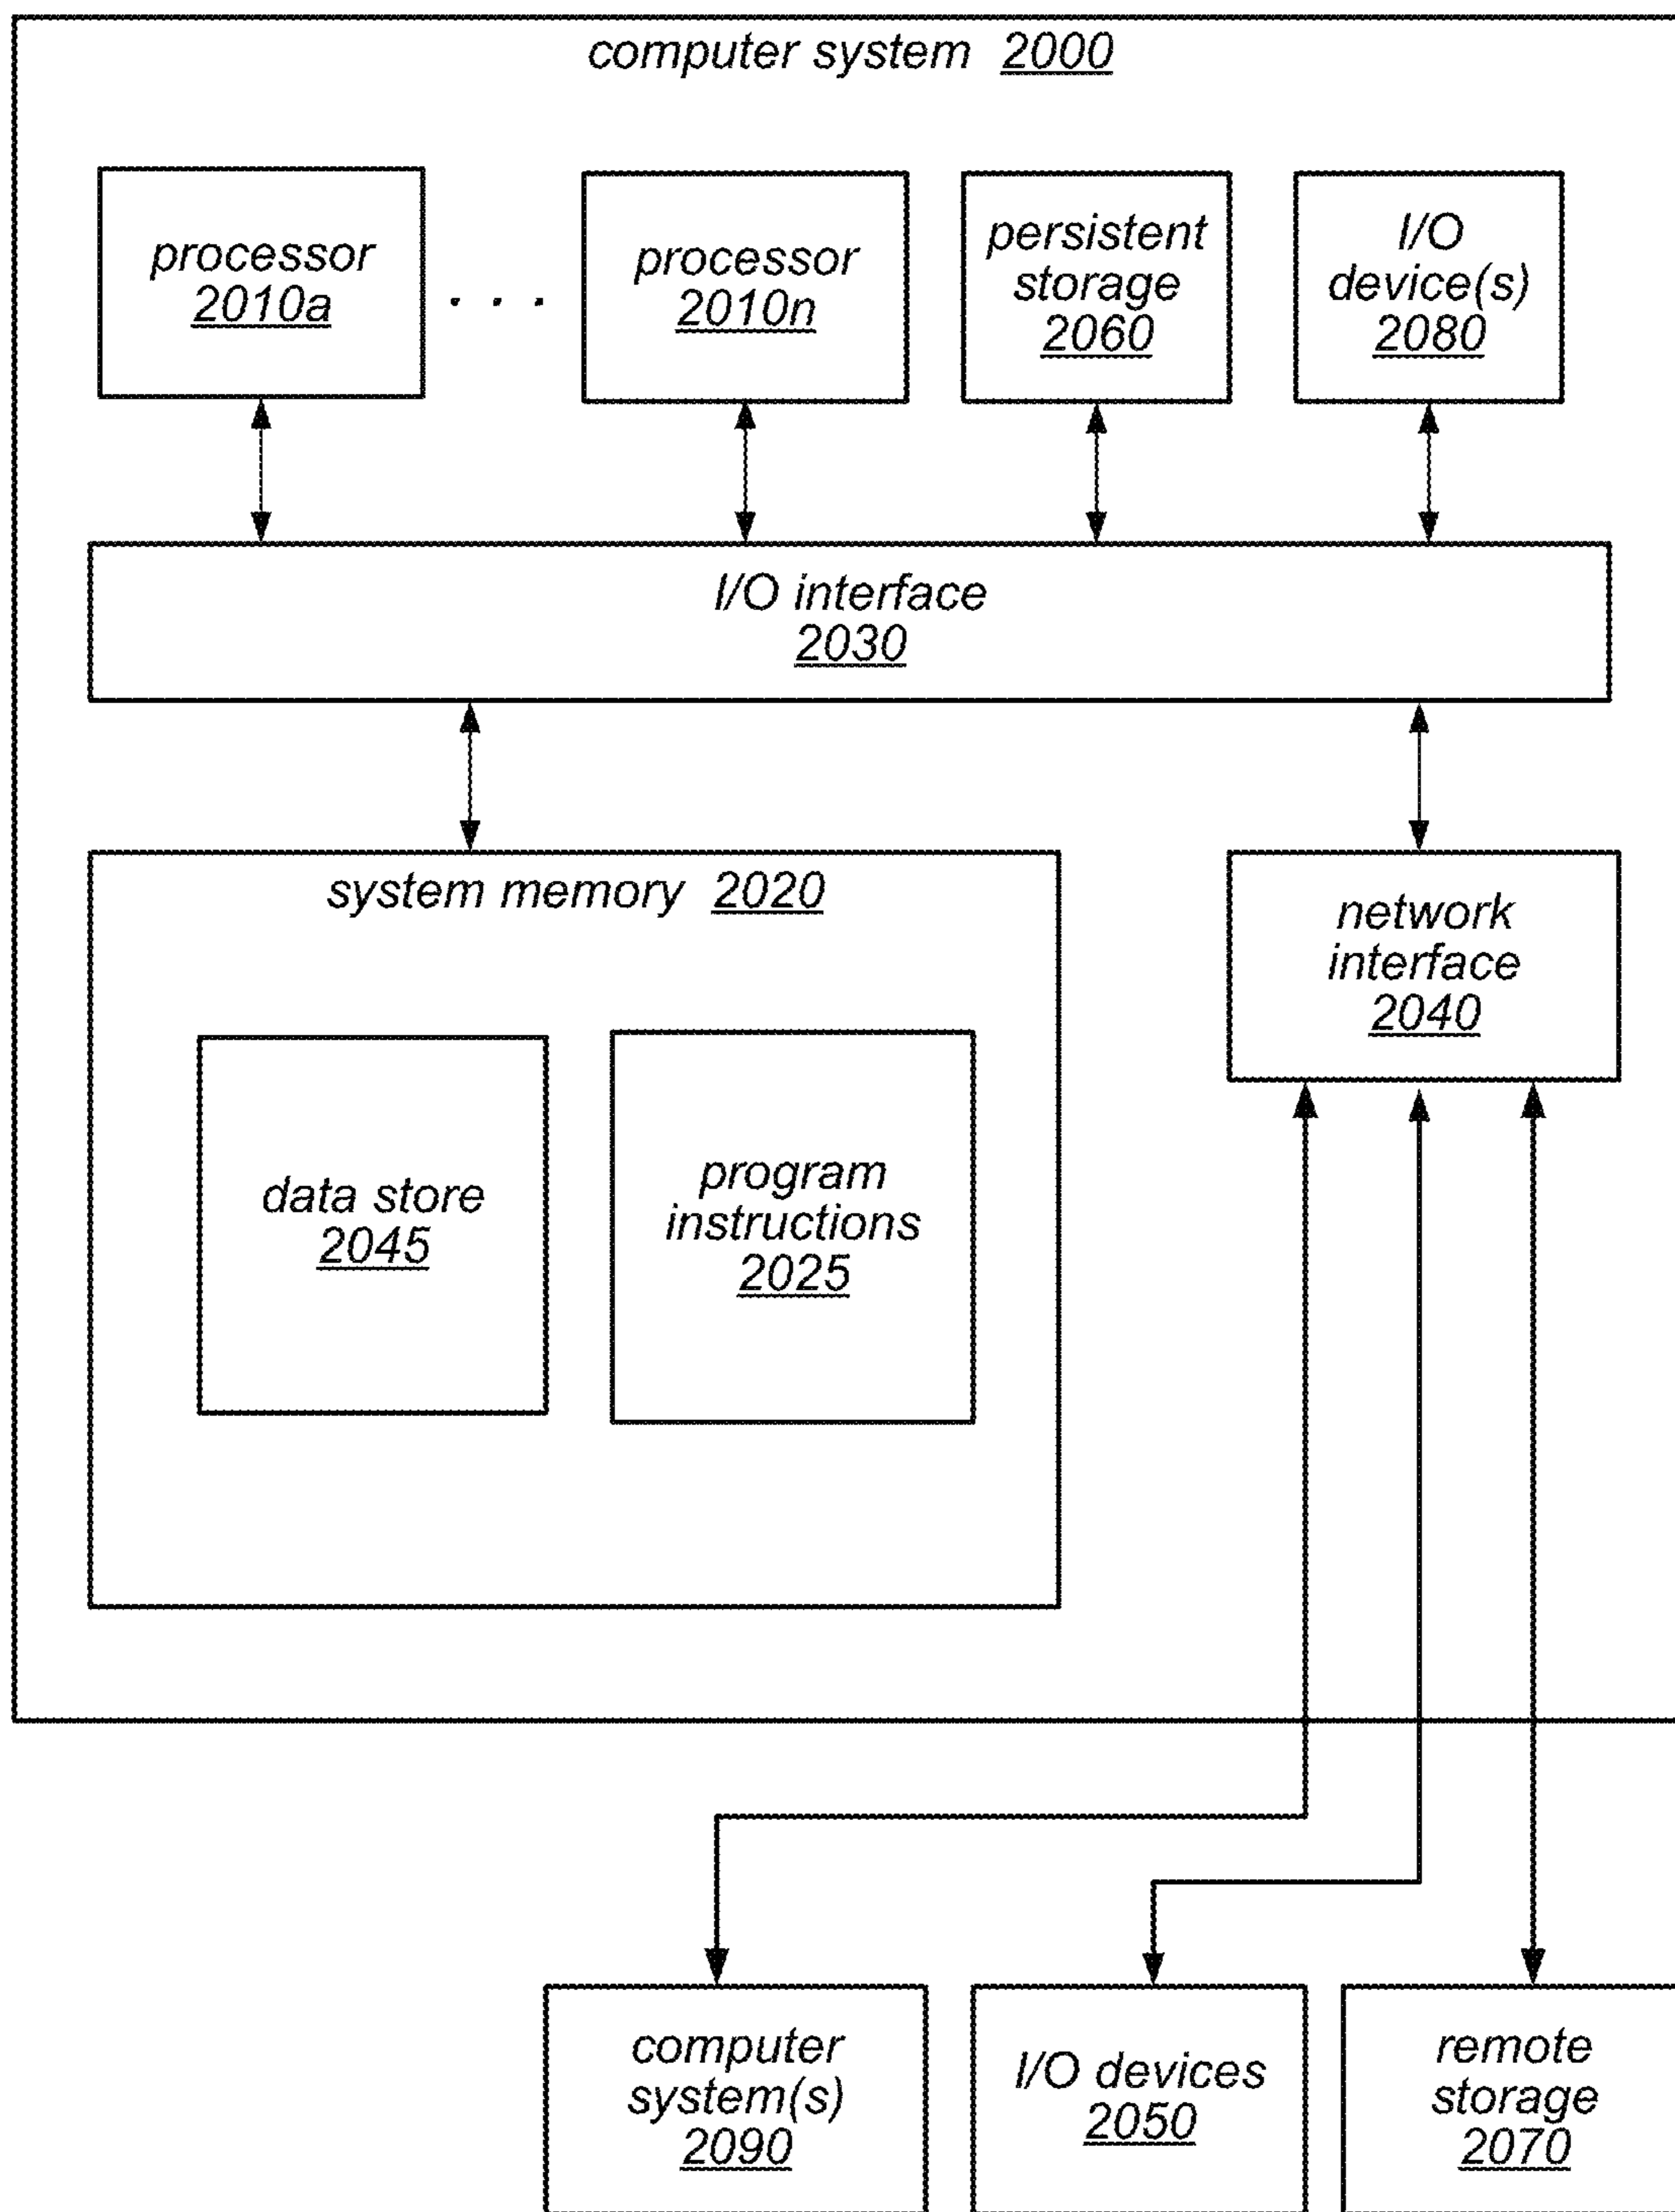 computer system 2000
processor
2010a
. . .
processor
2010n
persistent
storage
2060
I/O
device(s)
2080
I/O interface
2030
system memory 2020
network
interface
2040
data store
2045
program
instructions
2025
computer
system(s)
2090
I/O devices
2050
remote
storage
2070